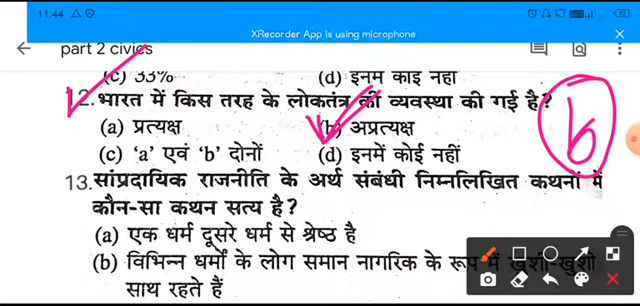 11:44
XRecorder App is using microphone
part 2 civics
(c) 33% (d) इनमें कोई नहीं
12. भारत में किस तरह के लोकतंत्र की व्यवस्था की गई है?
(a) प्रत्यक्ष (b) अप्रत्यक्ष
(c) ‘a’ एवं ‘b’ दोनों (d) इनमें कोई नहीं
b
13. सांप्रदायिक राजनीति के अर्थ संबंधी निम्नलिखित कथनों में
कौन-सा कथन सत्य है?
(a) एक धर्म दूसरे धर्म से श्रेष्ठ है
(b) विभिन्न धर्मों के लोग समान नागरिक के रूप में खुशी-खुशी
साथ रहते हैं